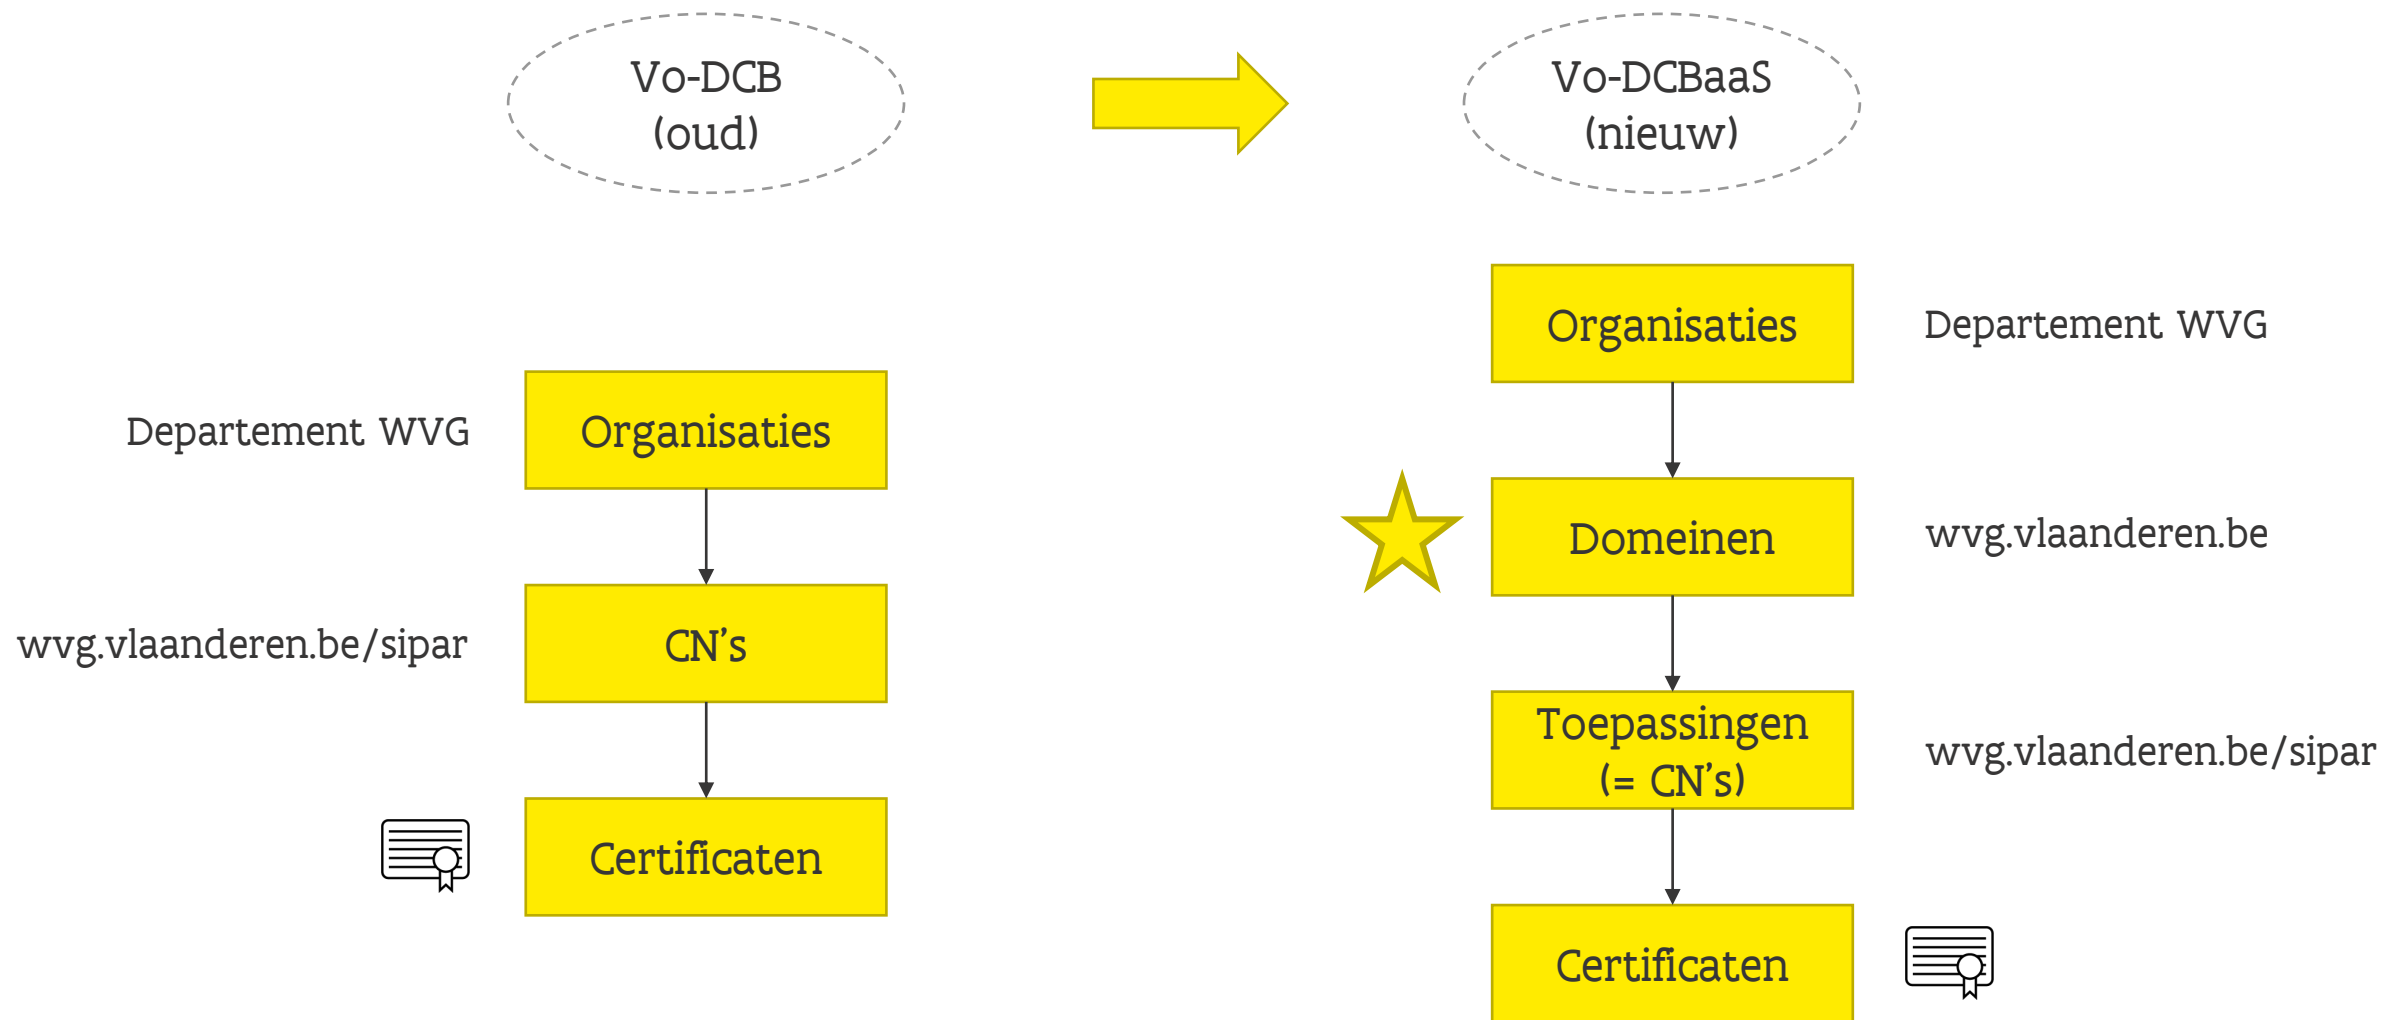 Vo-DCB
(oud)
Vo-DCBaaS
(nieuw)
Departement WVG
Organisaties
wvg.vlaanderen.be/sipar
CN’s
Certificaten
Organisaties
Departement WVG
Domeinen
wvg.vlaanderen.be
Toepassingen
(= CN’s)
wvg.vlaanderen.be/sipar
Certificaten